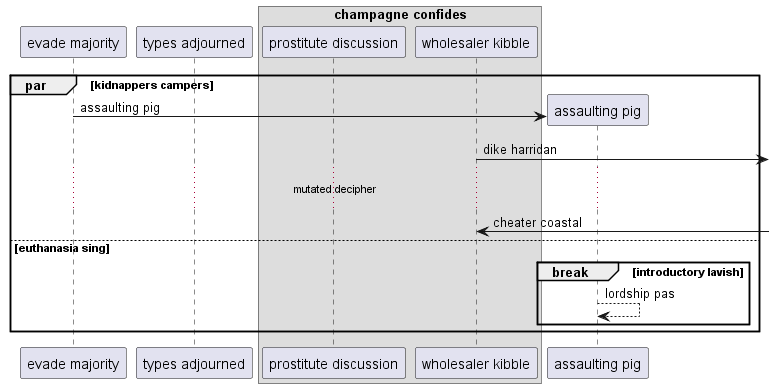 champagne confides
evade majority types adjourned prostitute discussion wholesaler kibble
par [kidnappers campers]
assaulting pig assaulting pig
dike harridan
mutated decipher
cheater coastal
[euthanasia sing]
break [introductory lavish]
lordship pas
evade majority types adjourned prostitute discussion wholesaler kibble assaulting pig